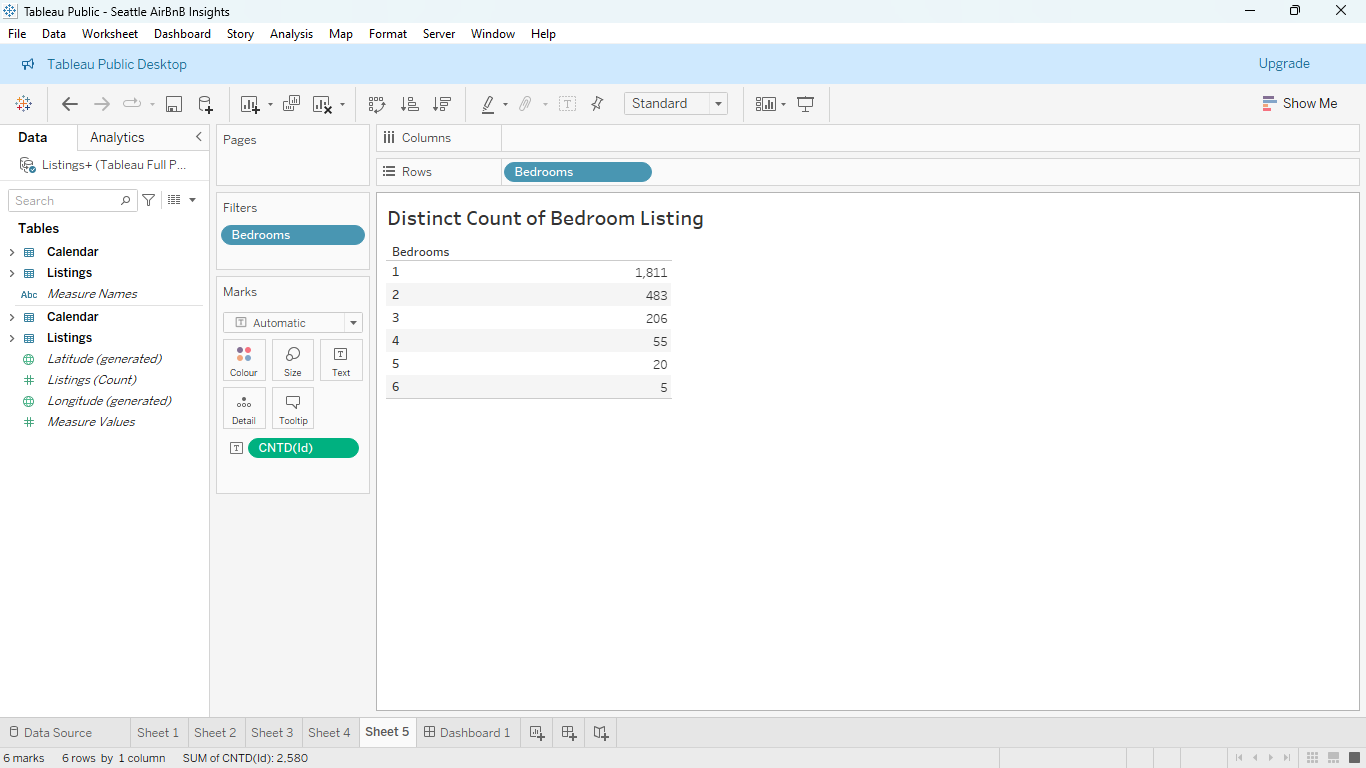 Tableau Public - Seattle AirBnB Insights
File Data Worksheet Dashboard Story Analysis Map Format Server Window Help
Tableau Public Desktop Upgrade
Standard Show Me
Data Analytics
Listings+ (Tableau Full P...
Search
Tables
Calendar
Listings
Abc Measure Names
Calendar
Listings
Latitude (generated)
Listings (Count)
Longitude (generated)
Measure Values
Pages
Filters
Bedrooms
Marks
T Automatic
Colour Size Text
Detail Tooltip
T CNTD(Id)
Columns
Rows Bedrooms
Distinct Count of Bedroom Listing
Bedrooms
1 1,811
2 483
3 206
4 55
5 20
6 5
Data Source Sheet 1 Sheet 2 Sheet 3 Sheet 4 Sheet 5 Dashboard 1
6 marks 6 rows by 1 column SUM of CNTD(Id): 2,580